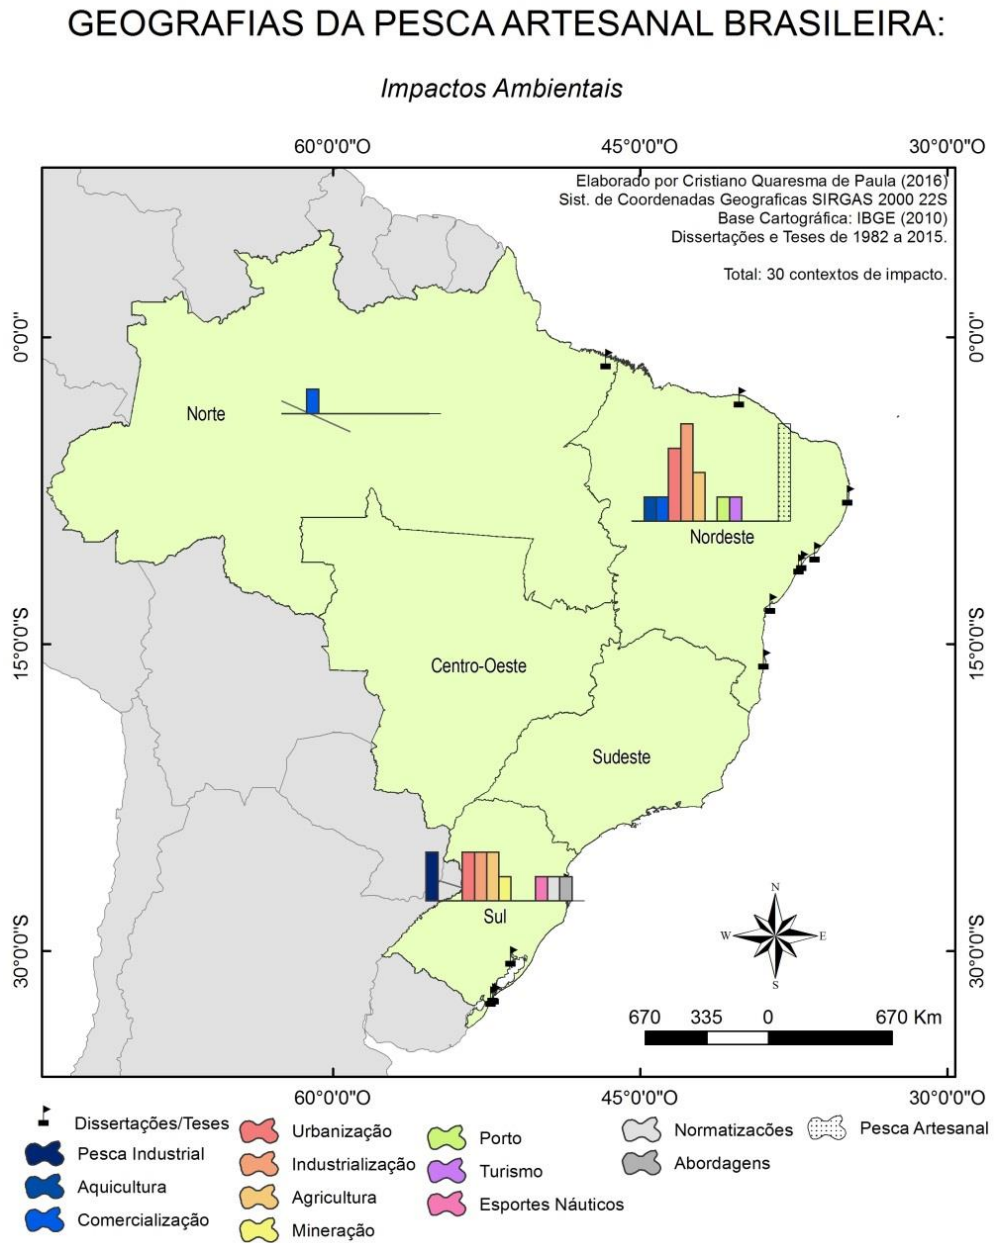 GEOGRAFIAS DA PESCA ARTESANAL BRASILEIRA:
Impactos Ambientais
60°0'0"O 45°0'0"O 30°0'0"O
Elaborado por Cristiano Quaresma de Paula (2016)
Sist. de Coordenadas Geograficas SIRGAS 2000 22S
Base Cartográfica: IBGE (2010)
Dissertações e Teses de 1982 a 2015.
Total: 30 contextos de impacto.
0°0'0" 0°0'0"
Norte
Nordeste
15°0'0"S 15°0'0"S
Centro-Oeste
Sudeste
Sul
N
W E
S
30°0'0"S 30°0'0"S
670 335 0 670 Km
60°0'0"O 45°0'0"O 30°0'0"O
Dissertações/Teses
Pesca Industrial
Aquicultura
Comercialização
Urbanização
Industrialização
Agricultura
Mineração
Porto
Turismo
Esportes Náuticos
Normatizacões
Abordagens
Pesca Artesanal